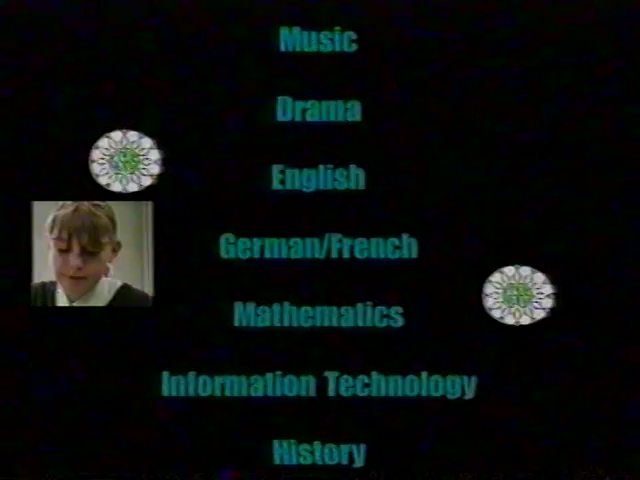 Music
Drama
English
German/French
Mathematics
Information Technology
History